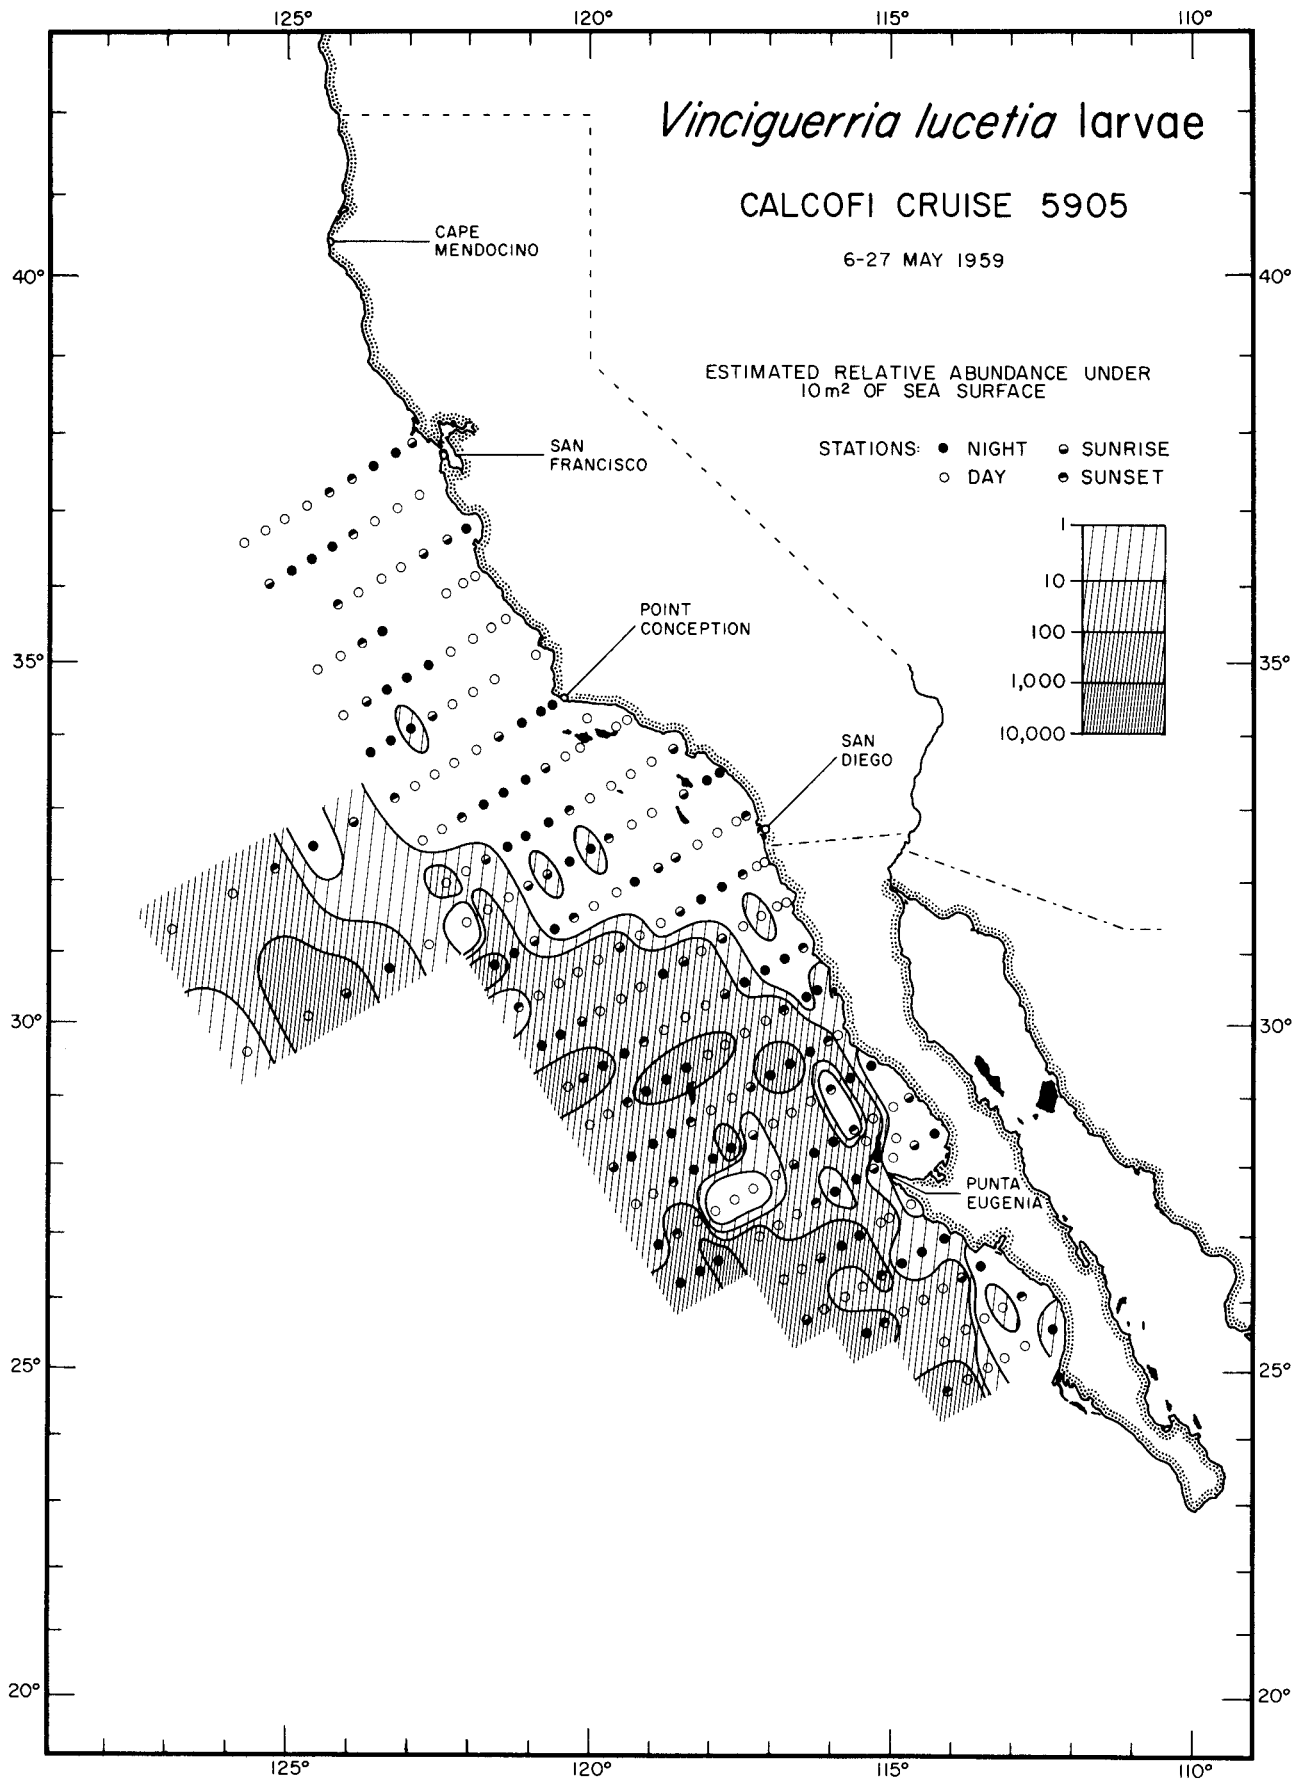 125° 120° 115° 110°
Vinciguerria lucetia larvae
CALCOFI CRUISE 5905
6-27 MAY 1959
CAPE
MENDOCINO
40° 40°
ESTIMATED RELATIVE ABUNDANCE UNDER
10m² OF SEA SURFACE
STATIONS: NIGHT SUNRISE
DAY SUNSET
SAN
FRANCISCO
1
10
100
1,000
10,000
POINT
CONCEPTION
35° 35°
SAN
DIEGO
30° 30°
PUNTA
EUGENIA
25° 25°
20° 20°
125° 120° 115° 110°